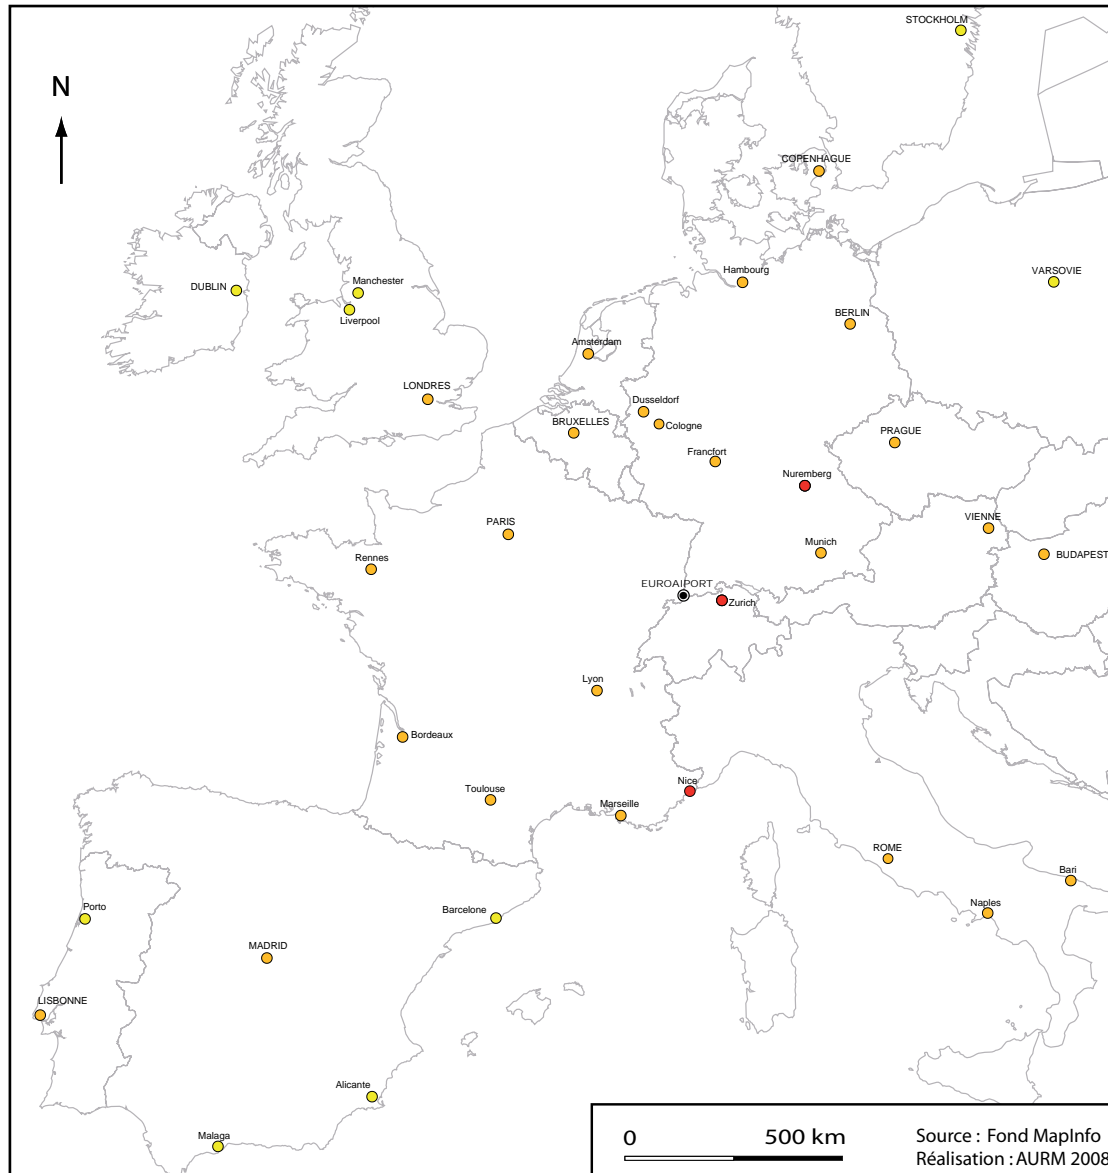 STOCKHOLM
N
COPENHAGUE
Hambourg
VARSOVIE
Manchester
DUBLIN
Liverpool
BERLIN
Amsterdam
LONDRES
Dusseldorf
BRUXELLES
Cologne
PRAGUE
Francfort
Nuremberg
PARIS
VIENNE
Munich
BUDAPEST
Rennes
EUROAIPORT
Zurich
Lyon
Bordeaux
Nice
Toulouse
Marseille
ROME
Bari
Porto
Barcelone
Naples
MADRID
LISBONNE
Alicante
Malaga
0 500 km
Source : Fond MapInfo
Réalisation : AURM 2008